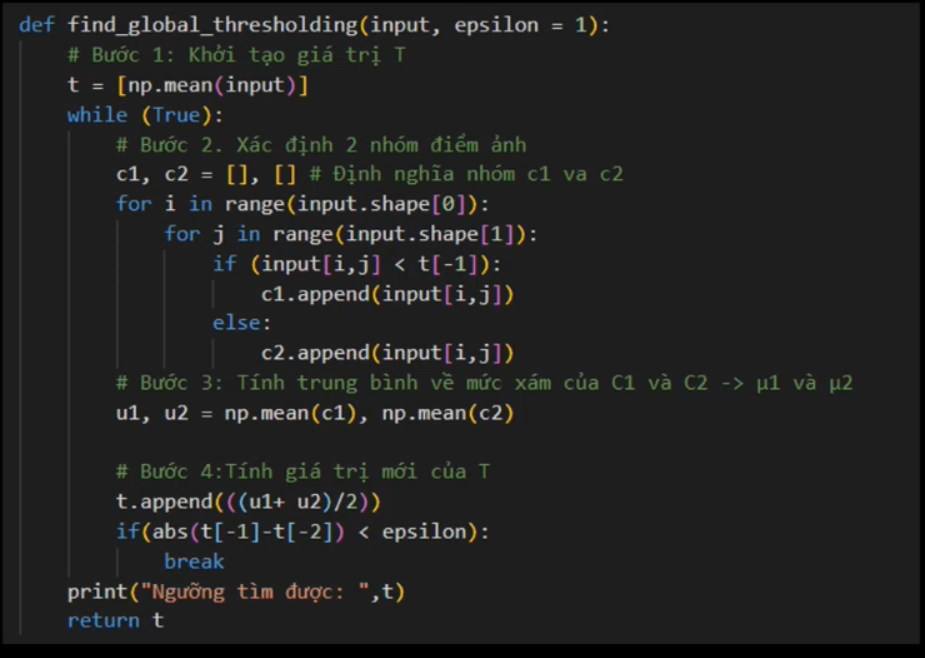 def find_global_thresholding(input, epsilon = 1):
    # Bước 1: Khởi tạo giá trị T
    t = [np.mean(input)]
    while (True):
        # Bước 2. Xác định 2 nhóm điểm ảnh
        c1, c2 = [], [] # Định nghĩa nhóm c1 va c2
        for i in range(input.shape[0]):
            for j in range(input.shape[1]):
                if (input[i,j] < t[-1]):
                    c1.append(input[i,j])
                else:
                    c2.append(input[i,j])
        # Bước 3: Tính trung bình về mức xám của C1 và C2 -> µ1 và µ2
        u1, u2 = np.mean(c1), np.mean(c2)
        # Bước 4:Tính giá trị mới của T
        t.append(((u1+ u2)/2))
        if(abs(t[-1]-t[-2]) < epsilon):
            break
    print("Ngưỡng tìm được: ",t)
    return t